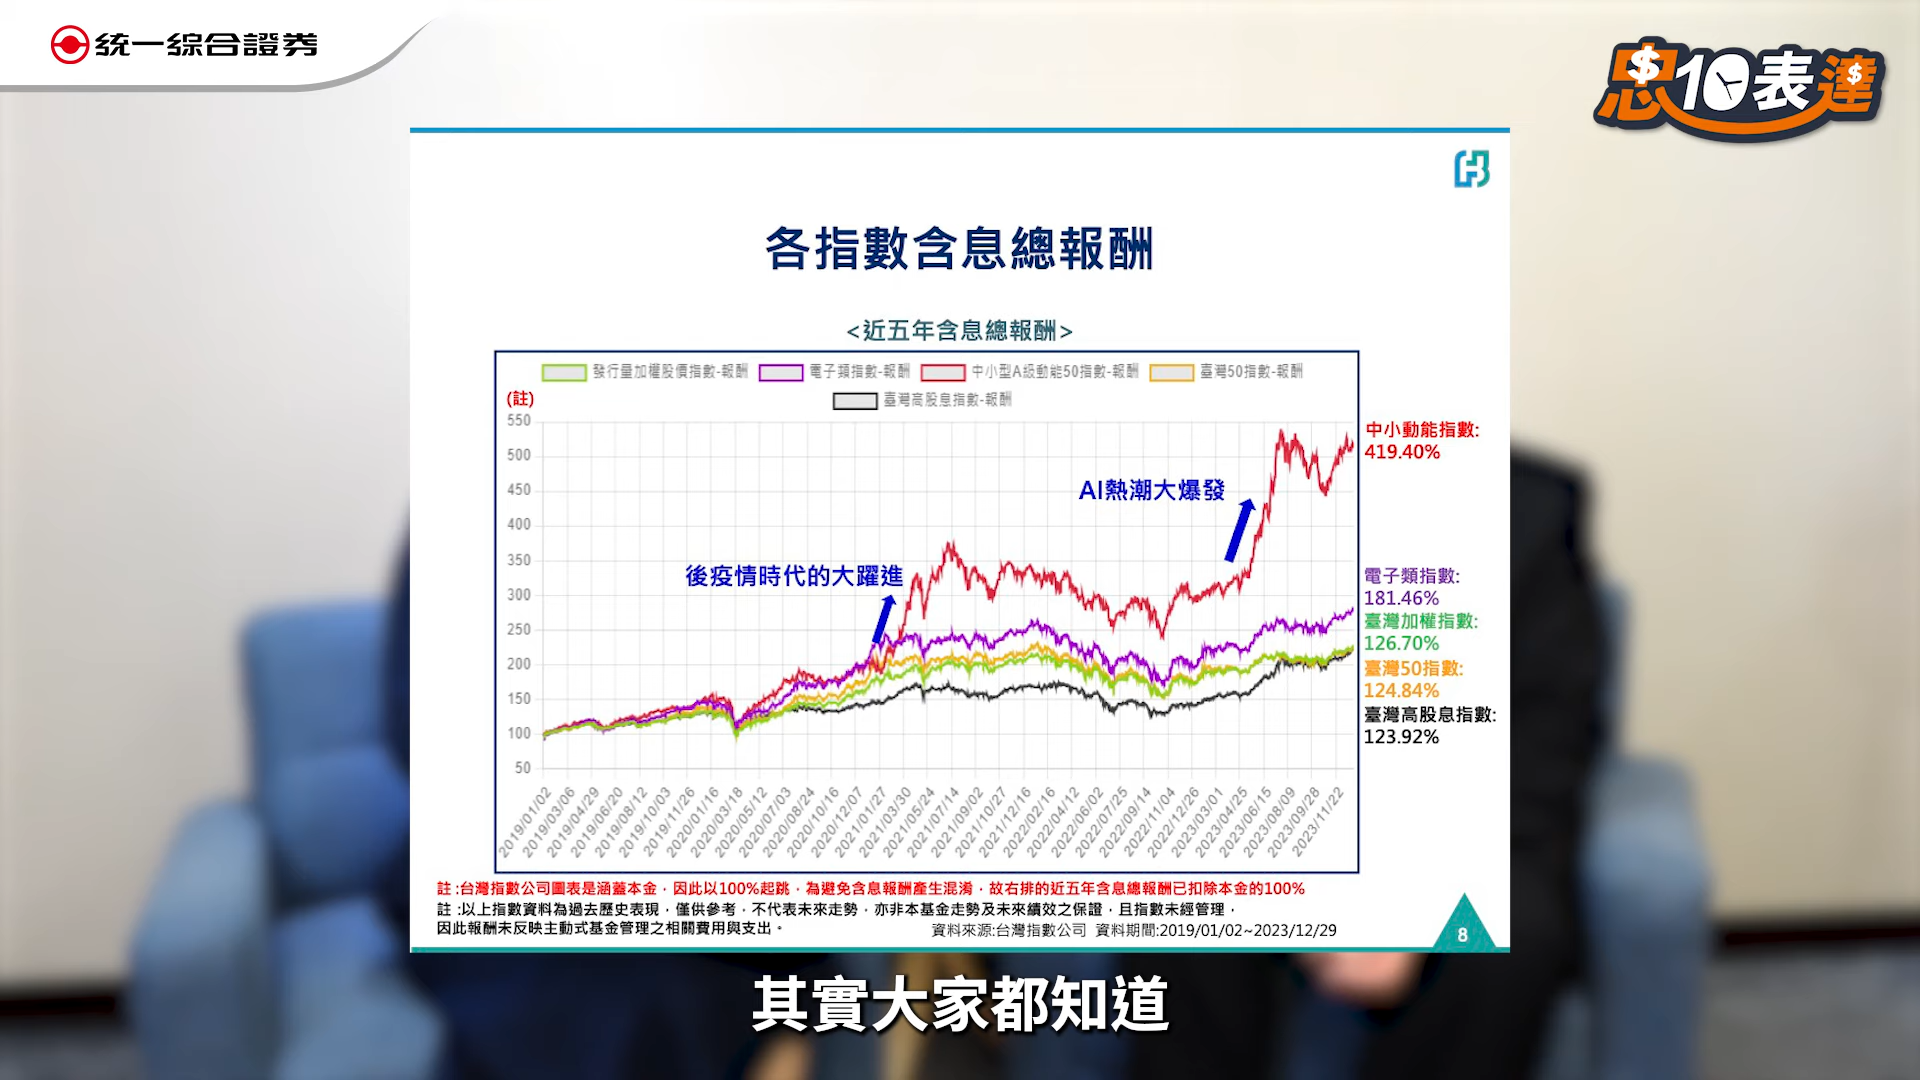 統一綜合證券
忠10表達
各指數含息總報酬
<近五年含息總報酬>
發行量加權股價指數-報酬 電子類指數-報酬 中小型A級動能50指數-報酬 臺灣50指數-報酬
臺灣高股息指數-報酬
(註)
550
500
450
400
350
300
250
200
150
100
50
AI熱潮大爆發
後疫情時代的大躍進
中小動能指數:
419.40%
電子類指數:
181.46%
臺灣加權指數:
126.70%
臺灣50指數:
124.84%
臺灣高股息指數:
123.92%
2019/01/02 2019/03/06 2019/04/29 2019/06/20 2019/08/12 2019/10/03 2019/11/26 2020/01/16 2020/03/18 2020/05/12 2020/07/03 2020/08/24 2020/10/16 2020/12/07 2021/01/27 2021/03/30 2021/05/24 2021/07/14 2021/09/02 2021/10/27 2021/12/16 2022/02/16 2022/04/12 2022/06/02 2022/07/25 2022/09/14 2022/11/04 2022/12/26 2023/03/01 2023/04/25 2023/06/15 2023/08/09 2023/09/28 2023/11/22
註:台灣指數公司圖表是涵蓋本金，因此以100%起跳，為避免含息報酬產生混淆，故右排的近五年含息總報酬已扣除本金的100%
註:以上指數資料為過去歷史表現，僅供參考，不代表未來走勢，亦非本基金走勢及未來績效之保證，且指數未經管理，
因此報酬未反映主動式基金管理之相關費用與支出。
資料來源:台灣指數公司 資料期間:2019/01/02~2023/12/29
8
其實大家都知道